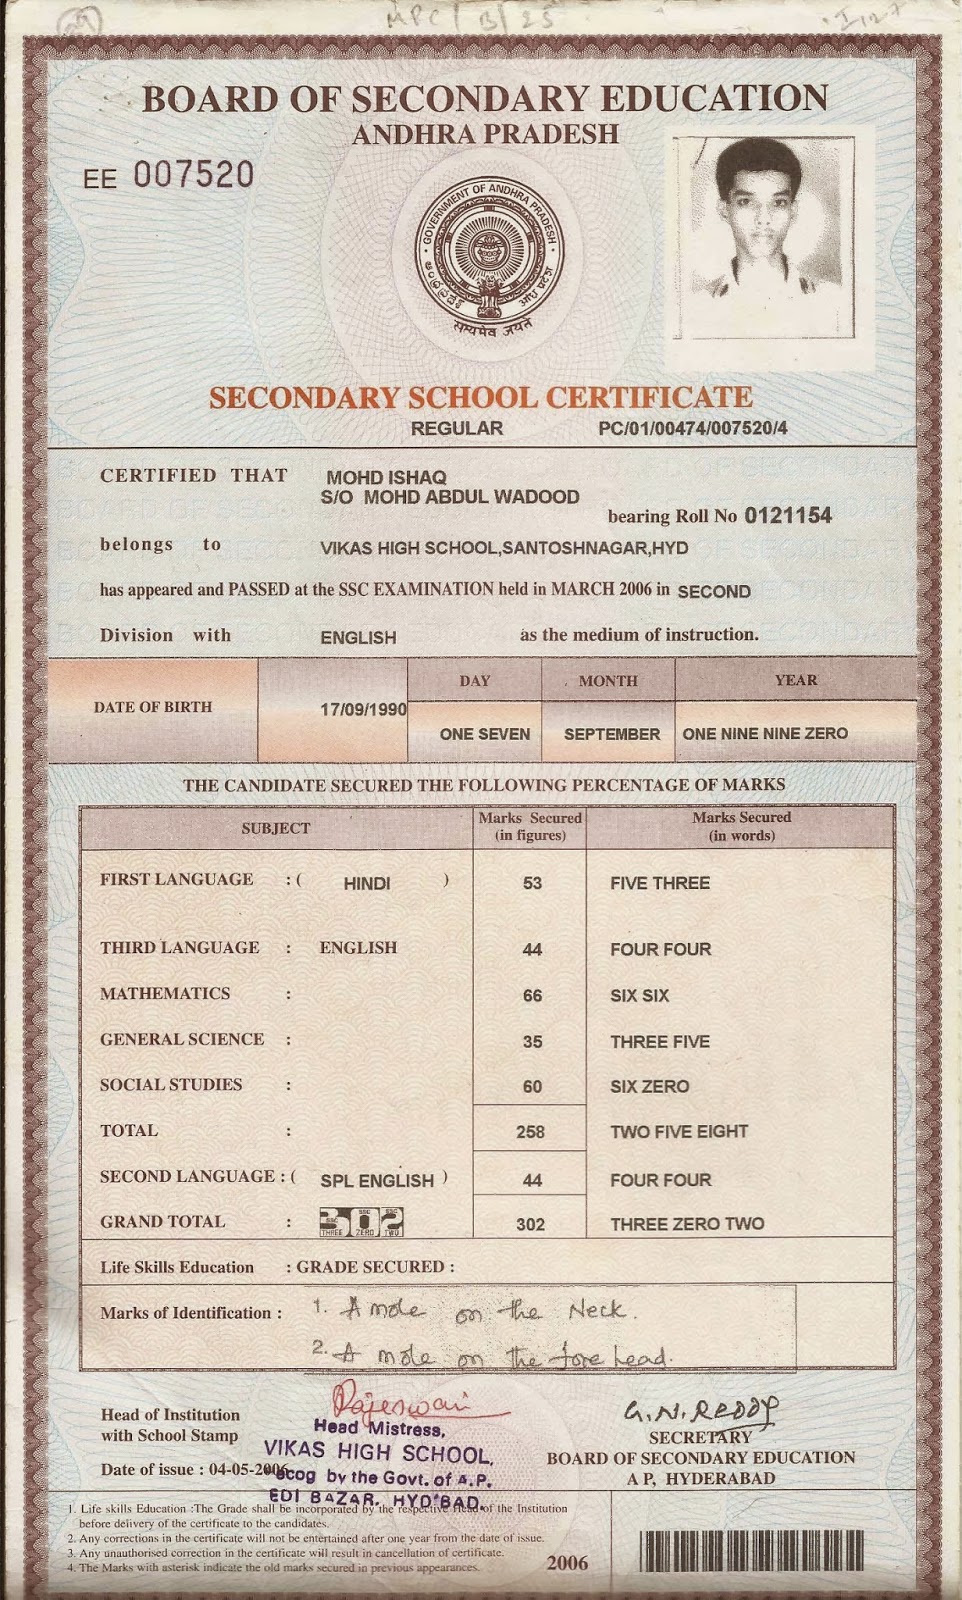 MPC / B / 25
BOARD OF SECONDARY EDUCATION
ANDHRA PRADESH
EE 007520
GOVERNMENT OF ANDHRA PRADESH
सत्यमेव जयते
SECONDARY SCHOOL CERTIFICATE
REGULAR PC/01/00474/007520/4
CERTIFIED THAT MOHD ISHAQ
S/O MOHD ABDUL WADOOD
bearing Roll No 0121154
belongs to VIKAS HIGH SCHOOL,SANTOSHNAGAR,HYD
has appeared and PASSED at the SSC EXAMINATION held in MARCH 2006 in SECOND
Division with ENGLISH as the medium of instruction.
DAY MONTH YEAR
DATE OF BIRTH 17/09/1990
ONE SEVEN SEPTEMBER ONE NINE NINE ZERO
THE CANDIDATE SECURED THE FOLLOWING PERCENTAGE OF MARKS
SUBJECT Marks Secured (in figures) Marks Secured (in words)
FIRST LANGUAGE : ( HINDI ) 53 FIVE THREE
THIRD LANGUAGE : ENGLISH 44 FOUR FOUR
MATHEMATICS : 66 SIX SIX
GENERAL SCIENCE : 35 THREE FIVE
SOCIAL STUDIES : 60 SIX ZERO
TOTAL : 258 TWO FIVE EIGHT
SECOND LANGUAGE : ( SPL ENGLISH ) 44 FOUR FOUR
GRAND TOTAL : 302 302 THREE ZERO TWO
SSC SSC SSC
THREE ZERO TWO
Life Skills Education : GRADE SECURED :
Marks of Identification : 1. A mole on the Neck.
2. A mole on the fore head.
Rajeswari
Head Mistress,
VIKAS HIGH SCHOOL,
Recog by the Govt. of A.P.
EDI BAZAR, HYD'BAD.
G.N. REDDY
SECRETARY
BOARD OF SECONDARY EDUCATION
A P, HYDERABAD
Head of Institution
with School Stamp
Date of issue : 04-05-2006
1. Life skills Education :The Grade shall be incorporated by the respective Head of the Institution
before delivery of the certificate to the candidates.
2. Any corrections in the certificate will not be entertained after one year from the date of issue.
3. Any unauthorised correction in the certificate will result in cancellation of certificate.
4. The Marks with asterisk indicate the old marks secured in previous appearances.
2006